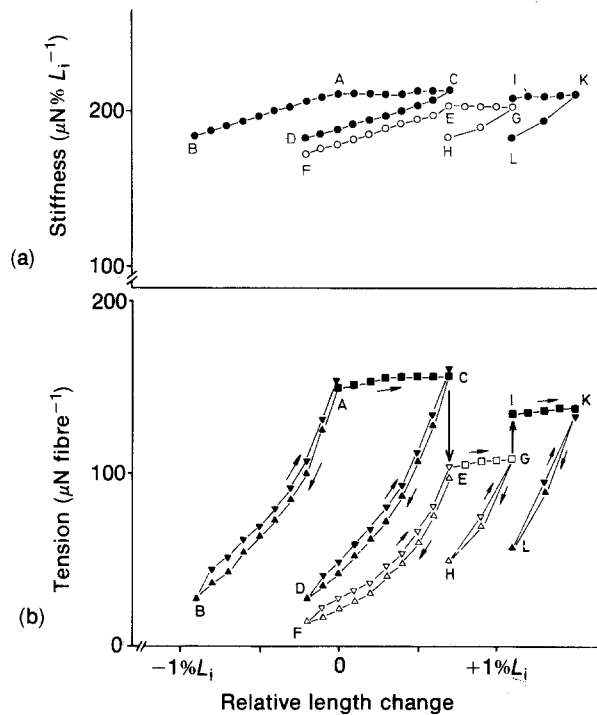 (a)
Stiffness (μN% Lᵢ⁻¹)
200
100
A
B
C
D
E
F
G
H
I
K
L
(b)
Tension (μN fibre⁻¹)
200
100
0
A
B
C
D
E
F
G
H
I
K
L
−1%Lᵢ
0
+1%Lᵢ
Relative length change